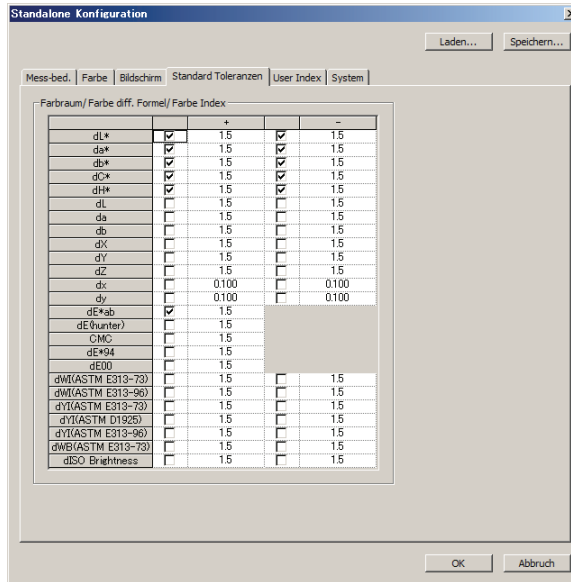 Standalone Konfiguration
Laden... Speichern...
Mess-bed. Farbe Bildschirm Standard Toleranzen User Index System
Farbraum/ Farbe diff. Formel/ Farbe Index
+ -
dL* 1.5 1.5
da* 1.5 1.5
db* 1.5 1.5
dC* 1.5 1.5
dH* 1.5 1.5
dL 1.5 1.5
da 1.5 1.5
db 1.5 1.5
dX 1.5 1.5
dY 1.5 1.5
dZ 1.5 1.5
dx 0.100 0.100
dy 0.100 0.100
dE*ab 1.5
dE(hunter) 1.5
CMC 1.5
dE*94 1.5
dE00 1.5
dWI(ASTM E313-73) 1.5 1.5
dWI(ASTM E313-96) 1.5 1.5
dYI(ASTM E313-73) 1.5 1.5
dYI(ASTM D1925) 1.5 1.5
dYI(ASTM E313-96) 1.5 1.5
dWB(ASTM E313-73) 1.5 1.5
dISO Brightness 1.5 1.5
OK Abbruch